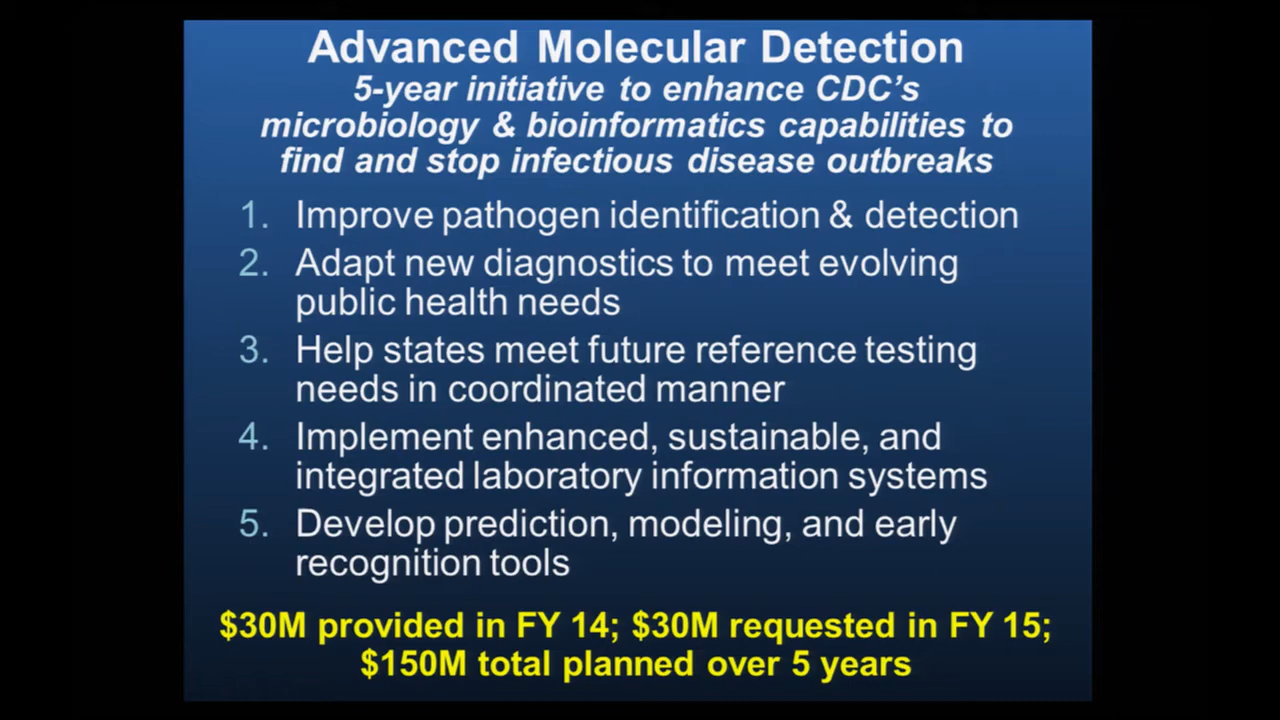 Advanced Molecular Detection
5-year initiative to enhance CDC's
microbiology & bioinformatics capabilities to
find and stop infectious disease outbreaks
1. Improve pathogen identification & detection
2. Adapt new diagnostics to meet evolving
public health needs
3. Help states meet future reference testing
needs in coordinated manner
4. Implement enhanced, sustainable, and
integrated laboratory information systems
5. Develop prediction, modeling, and early
recognition tools
$30M provided in FY 14; $30M requested in FY 15;
$150M total planned over 5 years